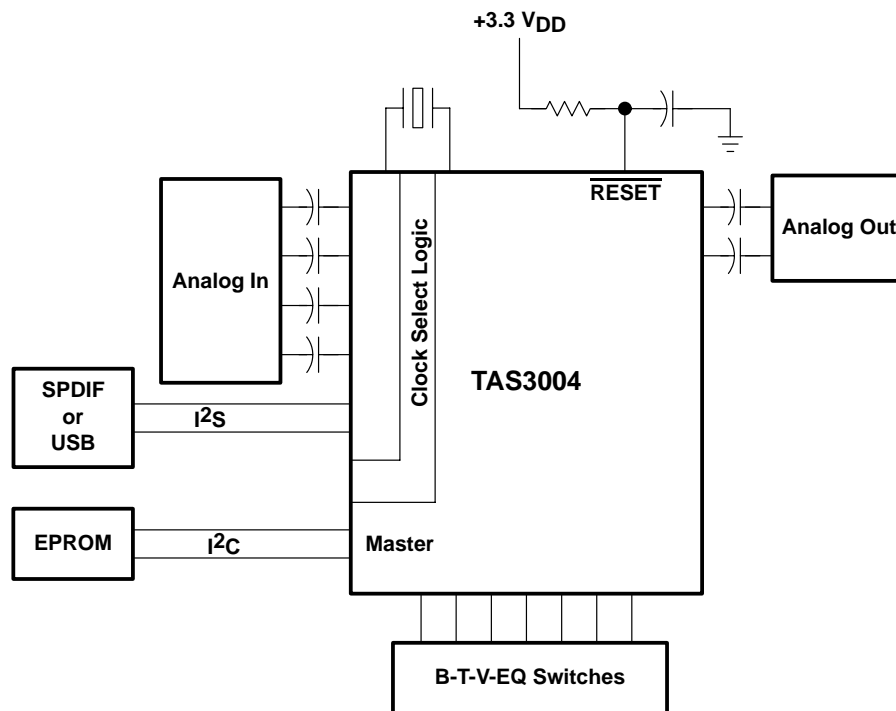 +3.3 VDD
RESET
Analog In
Clock Select Logic
Analog Out
TAS3004
SPDIF
or
USB
I2S
EPROM
I2C
Master
B-T-V-EQ Switches